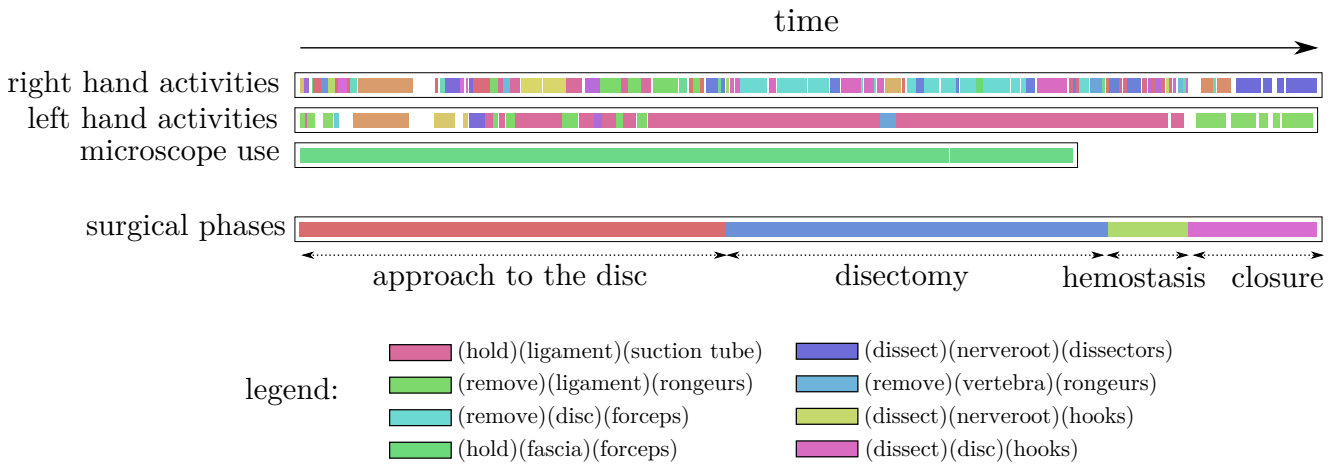 time
right hand activities
left hand activities
microscope use
surgical phases
approach to the disc
disectomy
hemostasis
closure
legend:
(hold)(ligament)(suction tube)
(remove)(ligament)(rongeurs)
(remove)(disc)(forceps)
(hold)(fascia)(forceps)
(dissect)(nerveroot)(dissectors)
(remove)(vertebra)(rongeurs)
(dissect)(nerveroot)(hooks)
(dissect)(disc)(hooks)